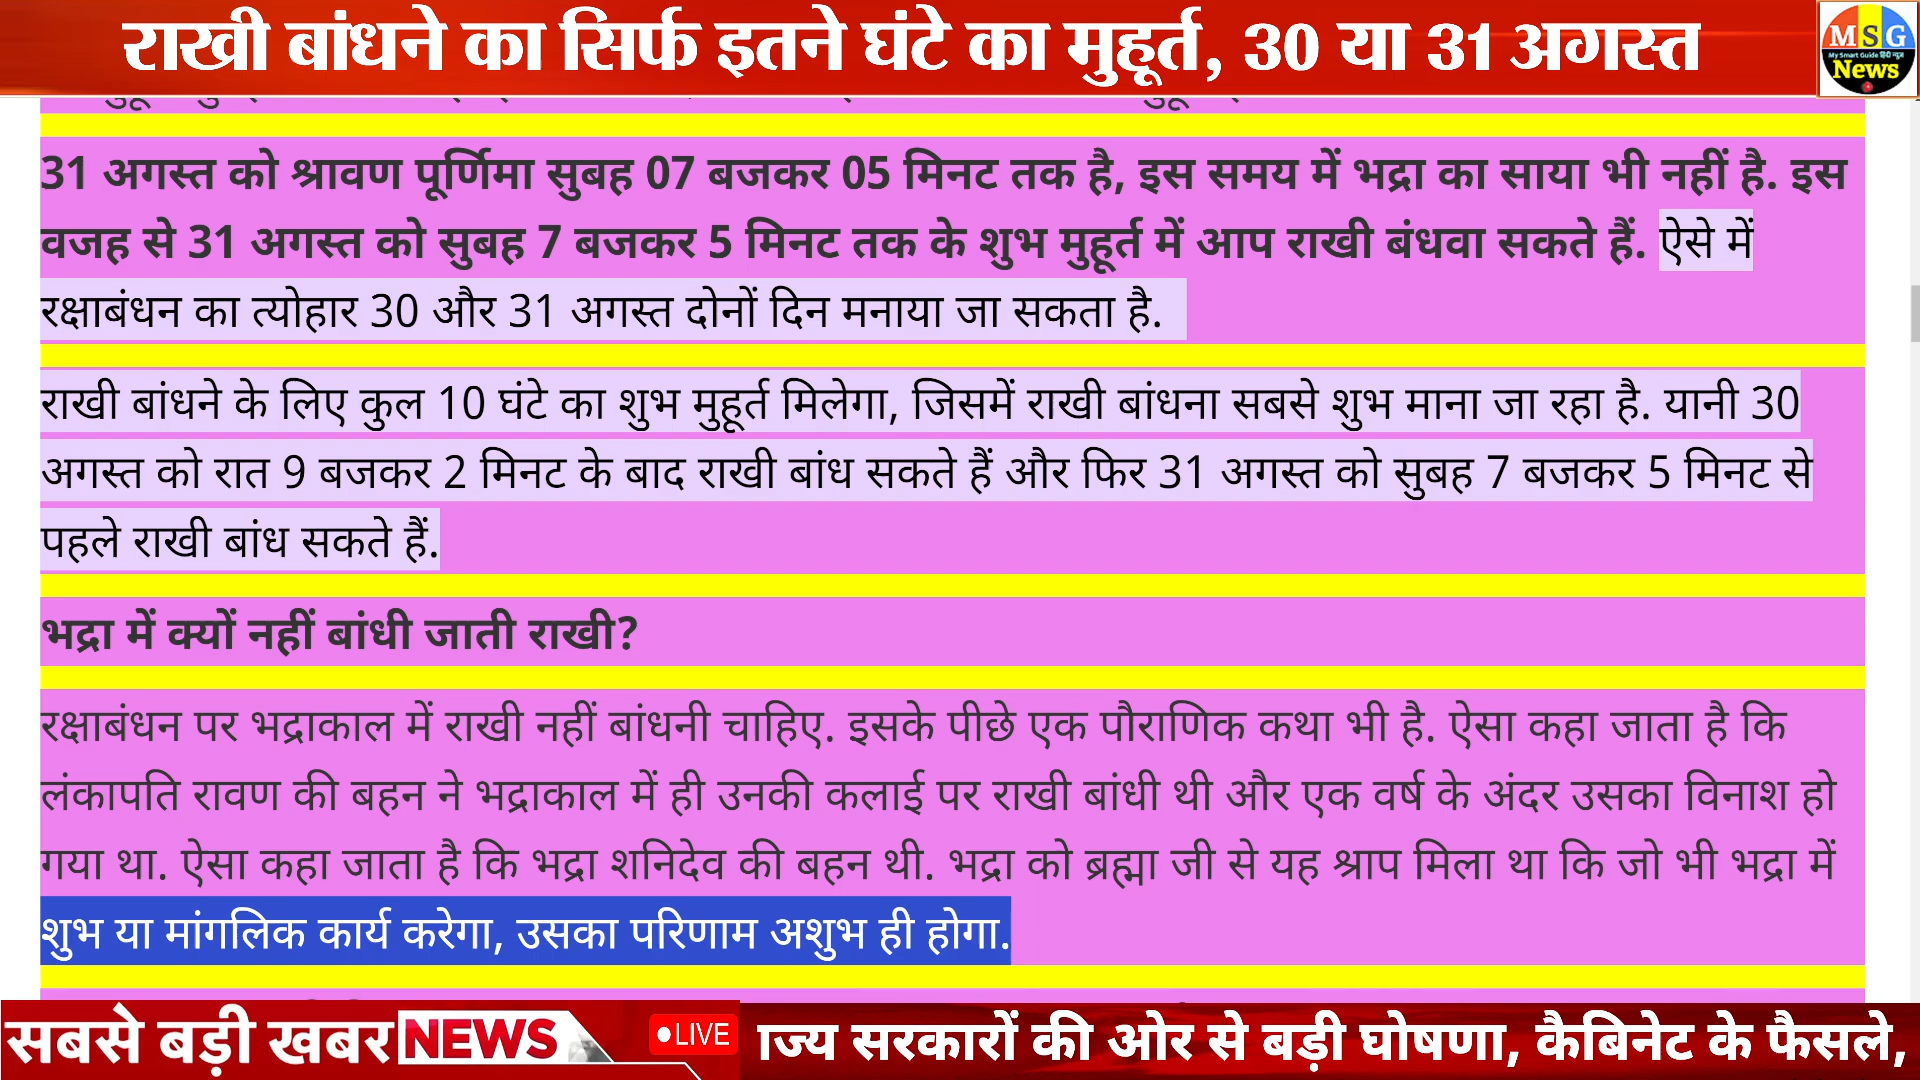 राखी बांधने का सिर्फ इतने घंटे का मुहूर्त, 30 या 31 अगस्त
MSG
My Smart Guide हिंदी न्यूज़
News
31 अगस्त को श्रावण पूर्णिमा सुबह 07 बजकर 05 मिनट तक है, इस समय में भद्रा का साया भी नहीं है. इस
वजह से 31 अगस्त को सुबह 7 बजकर 5 मिनट तक के शुभ मुहूर्त में आप राखी बंधवा सकते हैं. ऐसे में
रक्षाबंधन का त्योहार 30 और 31 अगस्त दोनों दिन मनाया जा सकता है.
राखी बांधने के लिए कुल 10 घंटे का शुभ मुहूर्त मिलेगा, जिसमें राखी बांधना सबसे शुभ माना जा रहा है. यानी 30
अगस्त को रात 9 बजकर 2 मिनट के बाद राखी बांध सकते हैं और फिर 31 अगस्त को सुबह 7 बजकर 5 मिनट से
पहले राखी बांध सकते हैं.
भद्रा में क्यों नहीं बांधी जाती राखी?
रक्षाबंधन पर भद्राकाल में राखी नहीं बांधनी चाहिए. इसके पीछे एक पौराणिक कथा भी है. ऐसा कहा जाता है कि
लंकापति रावण की बहन ने भद्राकाल में ही उनकी कलाई पर राखी बांधी थी और एक वर्ष के अंदर उसका विनाश हो
गया था. ऐसा कहा जाता है कि भद्रा शनिदेव की बहन थी. भद्रा को ब्रह्मा जी से यह श्राप मिला था कि जो भी भद्रा में
शुभ या मांगलिक कार्य करेगा, उसका परिणाम अशुभ ही होगा.
सबसे बड़ी खबर NEWS LIVE ाज्य सरकारों की ओर से बड़ी घोषणा, कैबिनेट के फैसले,